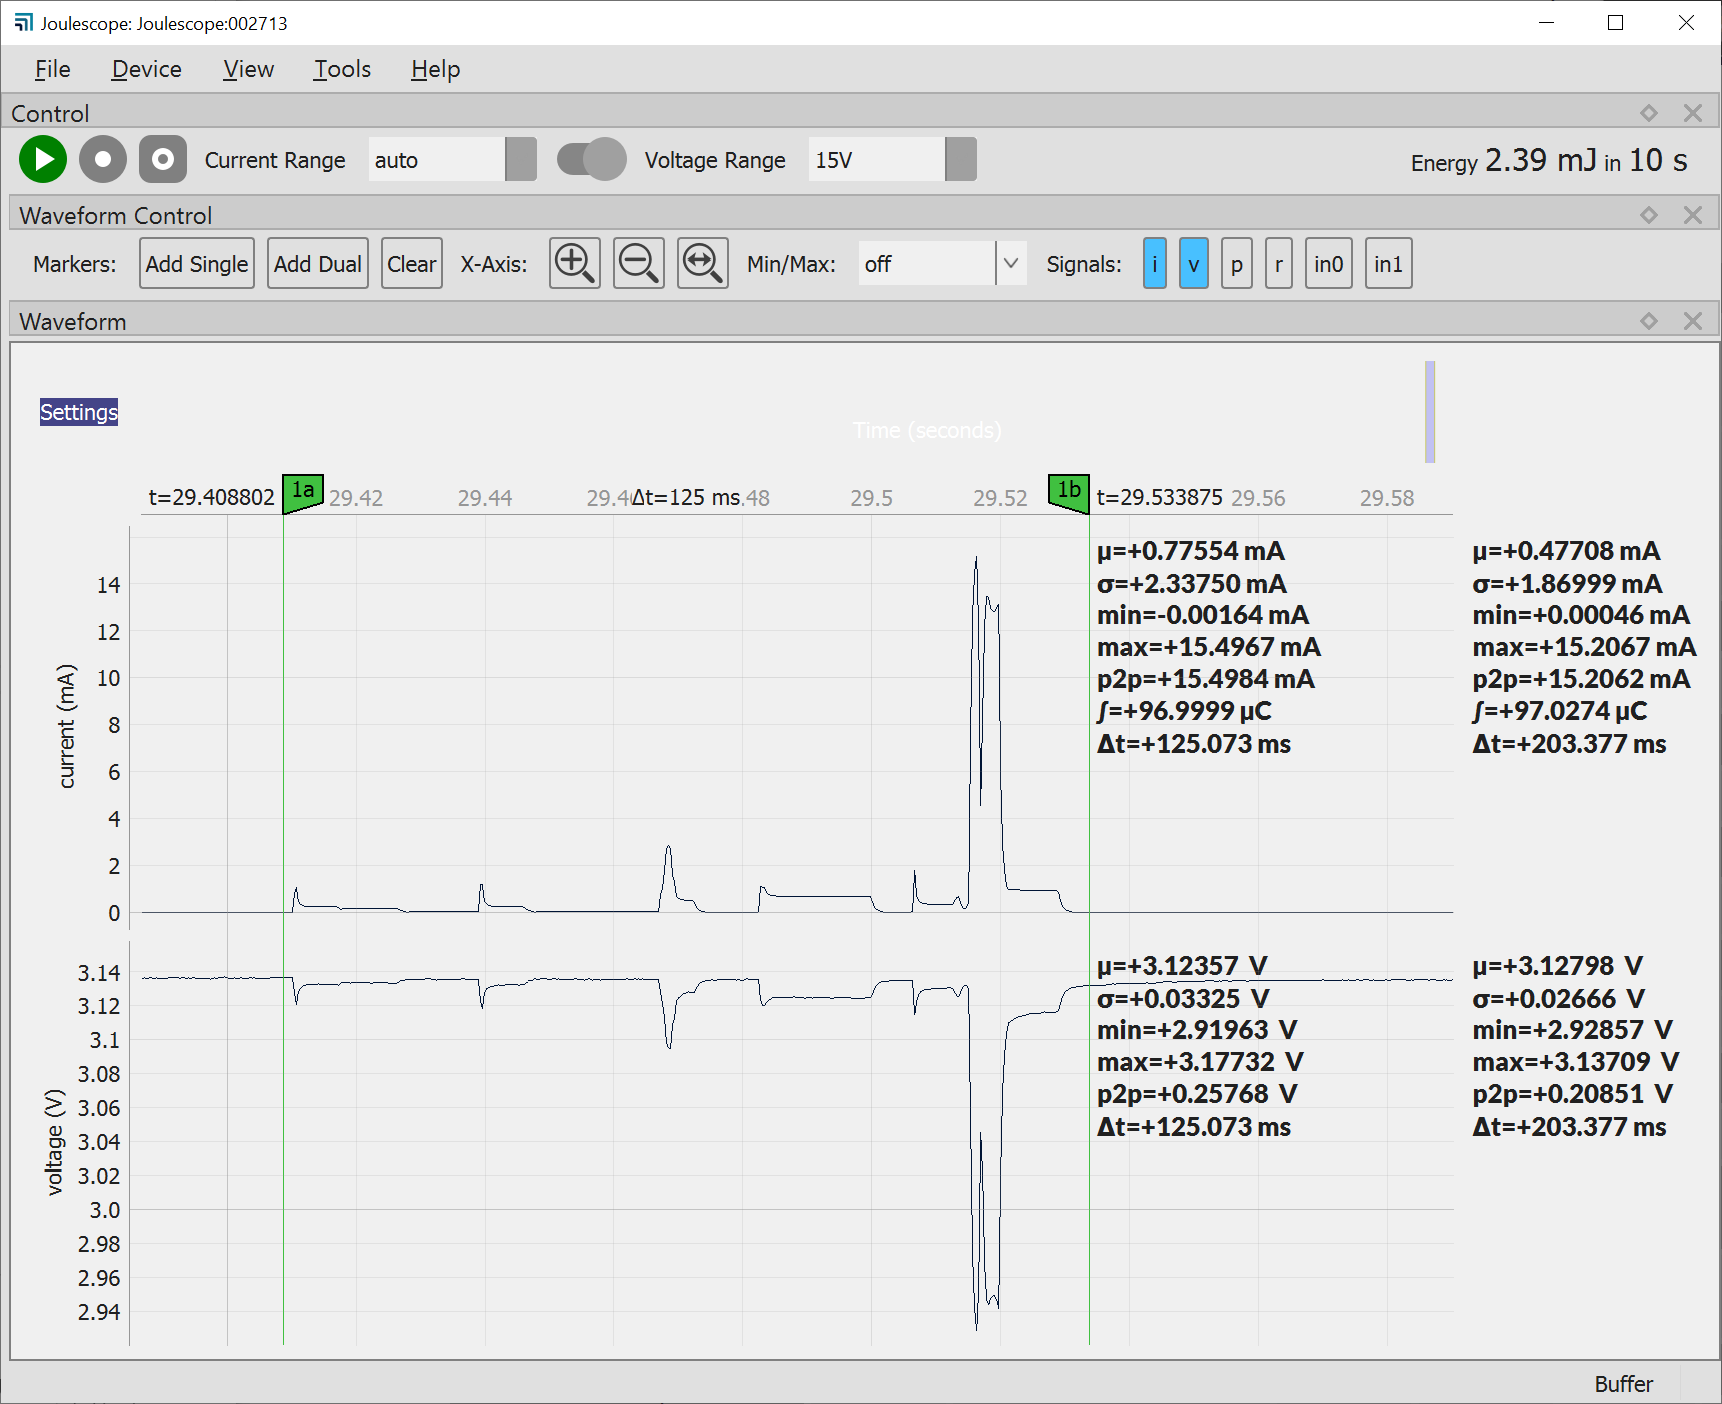 Joulescope: Joulescope:002713
File Device View Tools Help
Control
Current Range auto Voltage Range 15V Energy 2.39 mJ in 10 s
Waveform Control
Markers: Add Single Add Dual Clear X-Axis: Min/Max: off Signals: i v p r in0 in1
Waveform
Settings
Time (seconds)
t=29.408802 1a 29.42 29.44 29.4 Δt=125 ms .48 29.5 29.52 1b t=29.533875 29.56 29.58
current (mA)
14
12
10
8
6
4
2
0
µ=+0.77554 mA
σ=+2.33750 mA
min=-0.00164 mA
max=+15.4967 mA
p2p=+15.4984 mA
∫=+96.9999 µC
Δt=+125.073 ms
µ=+0.47708 mA
σ=+1.86999 mA
min=+0.00046 mA
max=+15.2067 mA
p2p=+15.2062 mA
∫=+97.0274 µC
Δt=+203.377 ms
voltage (V)
3.14
3.12
3.1
3.08
3.06
3.04
3.02
3.0
2.98
2.96
2.94
µ=+3.12357 V
σ=+0.03325 V
min=+2.91963 V
max=+3.17732 V
p2p=+0.25768 V
Δt=+125.073 ms
µ=+3.12798 V
σ=+0.02666 V
min=+2.92857 V
max=+3.13709 V
p2p=+0.20851 V
Δt=+203.377 ms
Buffer